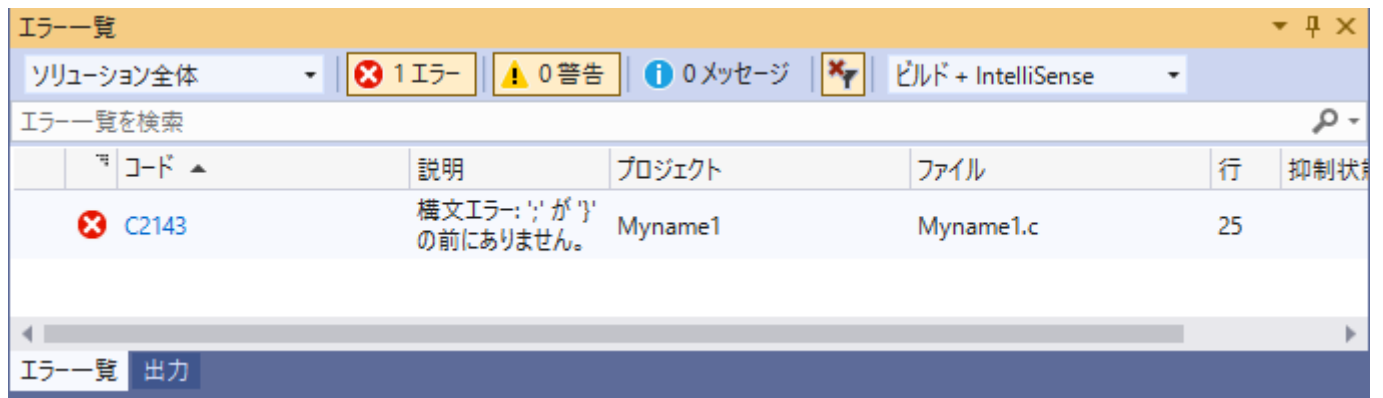 エラー一覧
ソリューション全体 1 エラー 0 警告 0 メッセージ ビルド + IntelliSense
エラー一覧を検索
コード 説明 プロジェクト ファイル 行 抑制状態
C2143 構文エラー: ';' が '}' Myname1 Myname1.c 25
の前にありません。
エラー一覧 出力